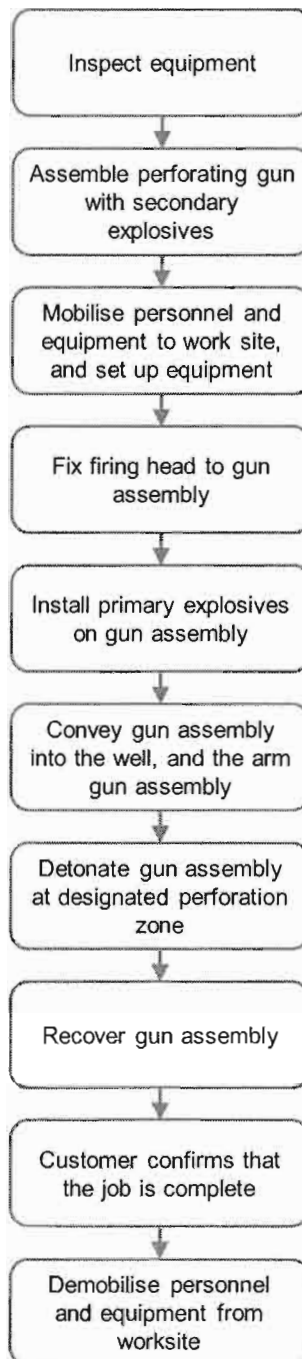 Inspect equipment
Assemble perforating gun
with secondary
explosives
Mobilise personnel and
equipment to work site,
and set up equipment
Fix firing head to gun
assembly
Install primary explosives
on gun assembly
Convey gun assembly
into the well, and the arm
gun assembly
Detonate gun assembly
at designated perforation
zone
Recover gun assembly
Customer confirms that
the job is complete
Demobilise personnel
and equipment from
worksite